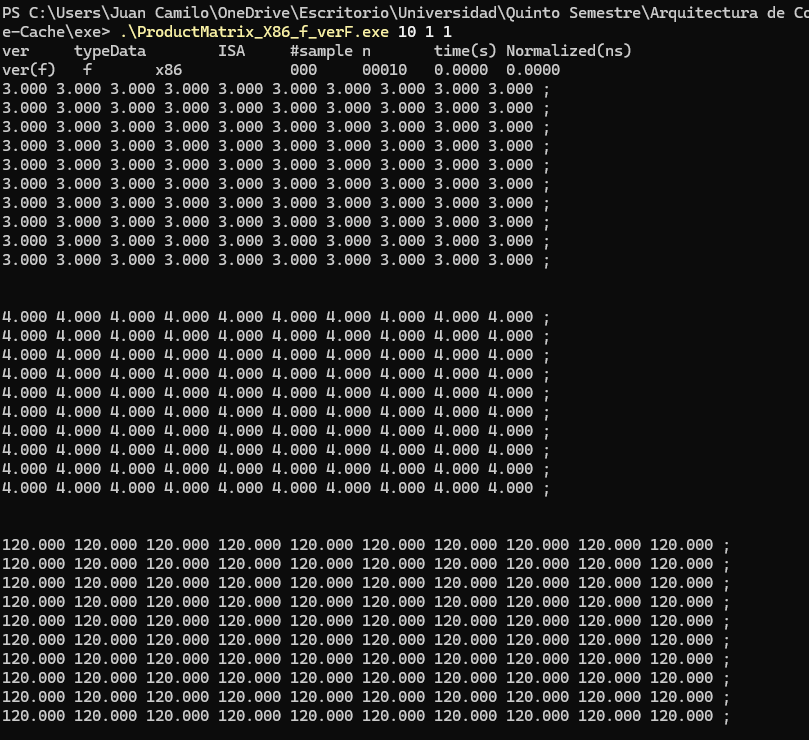 PS C:\Users\Juan Camilo\OneDrive\Escritorio\Universidad\Quinto Semestre\Arquitectura de Co
e-Cache\exe> .\ProductMatrix_X86_f_verF.exe 10 1 1
ver     typeData        ISA     #sample n       time(s) Normalized(ns)
ver(f)   f       x86            000     00010   0.0000  0.0000
3.000 3.000 3.000 3.000 3.000 3.000 3.000 3.000 3.000 3.000 ;
3.000 3.000 3.000 3.000 3.000 3.000 3.000 3.000 3.000 3.000 ;
3.000 3.000 3.000 3.000 3.000 3.000 3.000 3.000 3.000 3.000 ;
3.000 3.000 3.000 3.000 3.000 3.000 3.000 3.000 3.000 3.000 ;
3.000 3.000 3.000 3.000 3.000 3.000 3.000 3.000 3.000 3.000 ;
3.000 3.000 3.000 3.000 3.000 3.000 3.000 3.000 3.000 3.000 ;
3.000 3.000 3.000 3.000 3.000 3.000 3.000 3.000 3.000 3.000 ;
3.000 3.000 3.000 3.000 3.000 3.000 3.000 3.000 3.000 3.000 ;
3.000 3.000 3.000 3.000 3.000 3.000 3.000 3.000 3.000 3.000 ;
3.000 3.000 3.000 3.000 3.000 3.000 3.000 3.000 3.000 3.000 ;
4.000 4.000 4.000 4.000 4.000 4.000 4.000 4.000 4.000 4.000 ;
4.000 4.000 4.000 4.000 4.000 4.000 4.000 4.000 4.000 4.000 ;
4.000 4.000 4.000 4.000 4.000 4.000 4.000 4.000 4.000 4.000 ;
4.000 4.000 4.000 4.000 4.000 4.000 4.000 4.000 4.000 4.000 ;
4.000 4.000 4.000 4.000 4.000 4.000 4.000 4.000 4.000 4.000 ;
4.000 4.000 4.000 4.000 4.000 4.000 4.000 4.000 4.000 4.000 ;
4.000 4.000 4.000 4.000 4.000 4.000 4.000 4.000 4.000 4.000 ;
4.000 4.000 4.000 4.000 4.000 4.000 4.000 4.000 4.000 4.000 ;
4.000 4.000 4.000 4.000 4.000 4.000 4.000 4.000 4.000 4.000 ;
4.000 4.000 4.000 4.000 4.000 4.000 4.000 4.000 4.000 4.000 ;
120.000 120.000 120.000 120.000 120.000 120.000 120.000 120.000 120.000 120.000 ;
120.000 120.000 120.000 120.000 120.000 120.000 120.000 120.000 120.000 120.000 ;
120.000 120.000 120.000 120.000 120.000 120.000 120.000 120.000 120.000 120.000 ;
120.000 120.000 120.000 120.000 120.000 120.000 120.000 120.000 120.000 120.000 ;
120.000 120.000 120.000 120.000 120.000 120.000 120.000 120.000 120.000 120.000 ;
120.000 120.000 120.000 120.000 120.000 120.000 120.000 120.000 120.000 120.000 ;
120.000 120.000 120.000 120.000 120.000 120.000 120.000 120.000 120.000 120.000 ;
120.000 120.000 120.000 120.000 120.000 120.000 120.000 120.000 120.000 120.000 ;
120.000 120.000 120.000 120.000 120.000 120.000 120.000 120.000 120.000 120.000 ;
120.000 120.000 120.000 120.000 120.000 120.000 120.000 120.000 120.000 120.000 ;